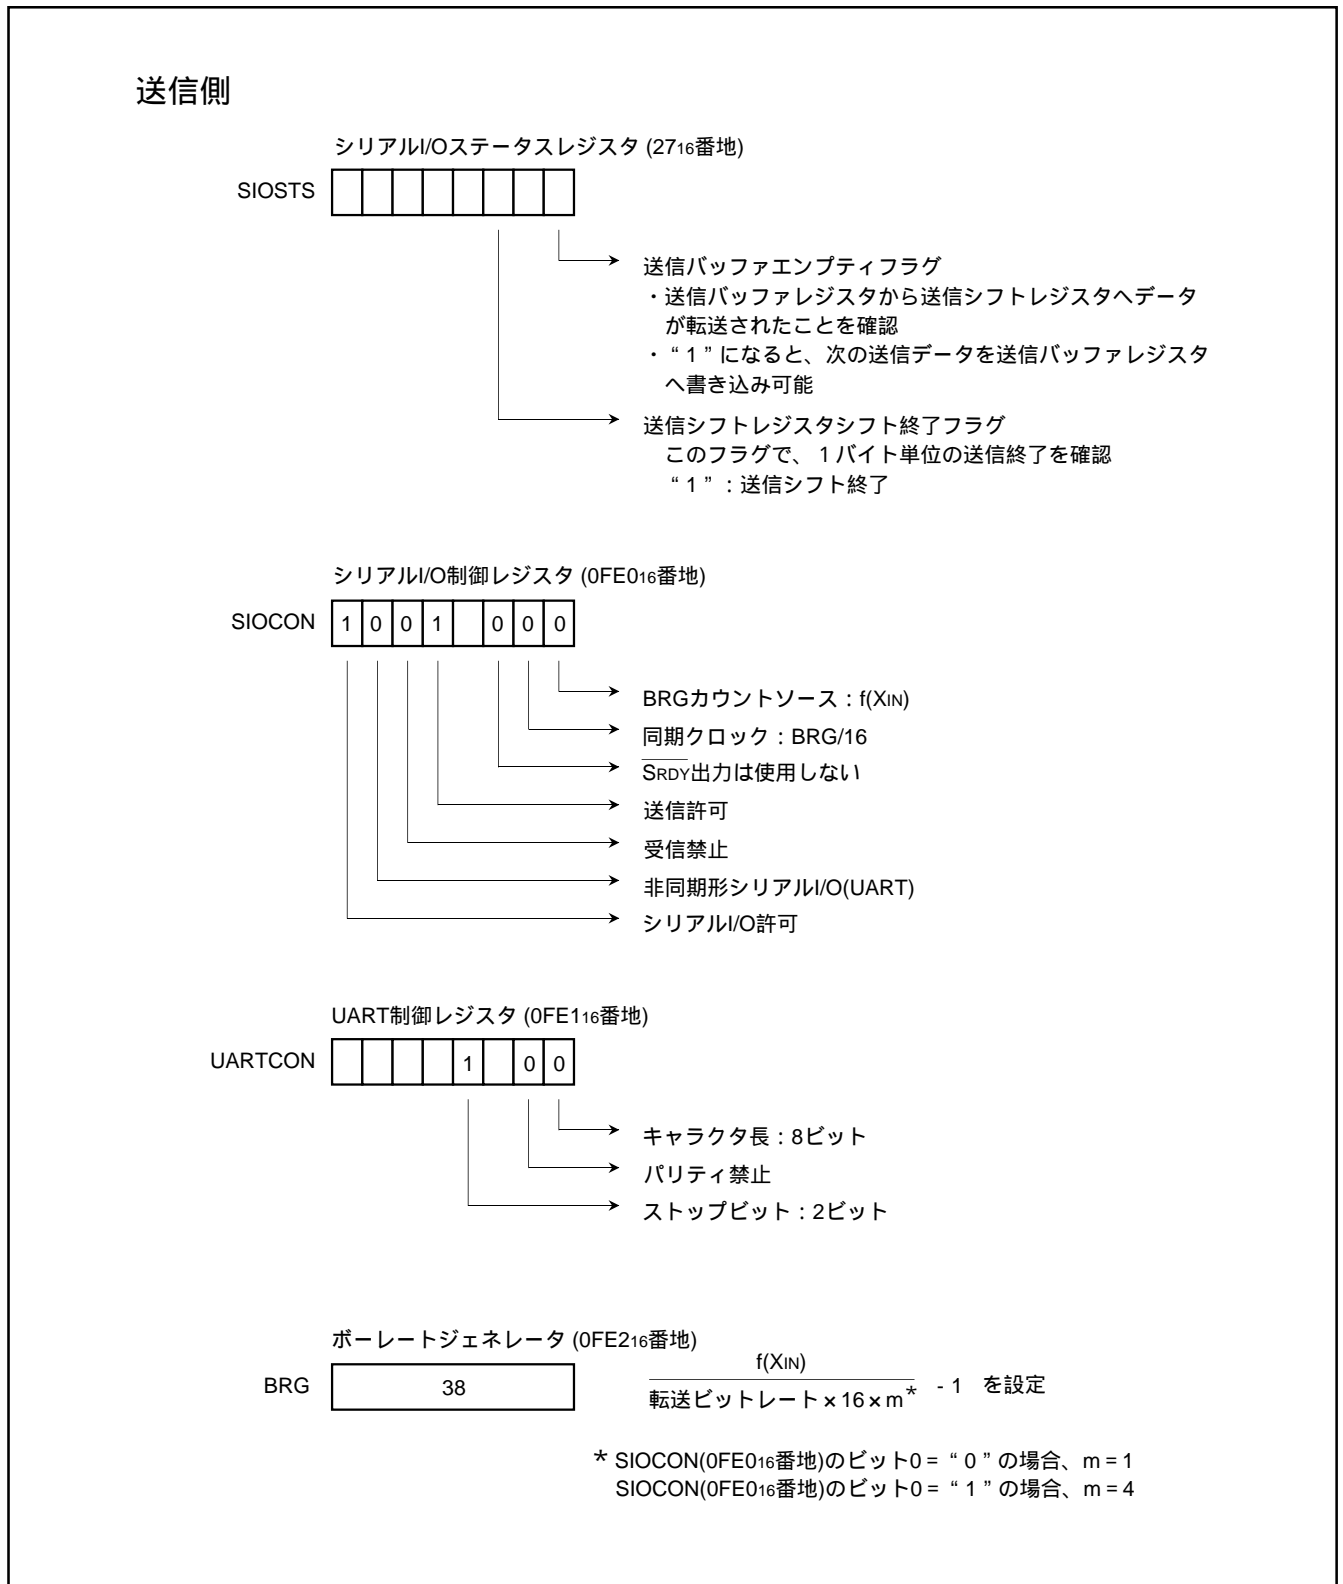 送信側
シリアルI/Oステータスレジスタ (2716番地)
SIOSTS
送信バッファエンプティフラグ
・送信バッファレジスタから送信シフトレジスタへデータ
が転送されたことを確認
・“1”になると、次の送信データを送信バッファレジスタ
へ書き込み可能
送信シフトレジスタシフト終了フラグ
このフラグで、1バイト単位の送信終了を確認
“1”:送信シフト終了
シリアルI/O制御レジスタ (0FE016番地)
SIOCON 1 0 0 1 0 0 0
BRGカウントソース:f(XIN)
同期クロック:BRG/16
SRDY出力は使用しない
送信許可
受信禁止
非同期形シリアルI/O(UART)
シリアルI/O許可
UART制御レジスタ (0FE116番地)
UARTCON 1 0 0
キャラクタ長:8ビット
パリティ禁止
ストップビット:2ビット
ボーレートジェネレータ (0FE216番地)
BRG 38
f(XIN)
転送ビットレート×16×m* - 1 を設定
* SIOCON(0FE016番地)のビット0=“0”の場合、m=1
SIOCON(0FE016番地)のビット0=“1”の場合、m=4